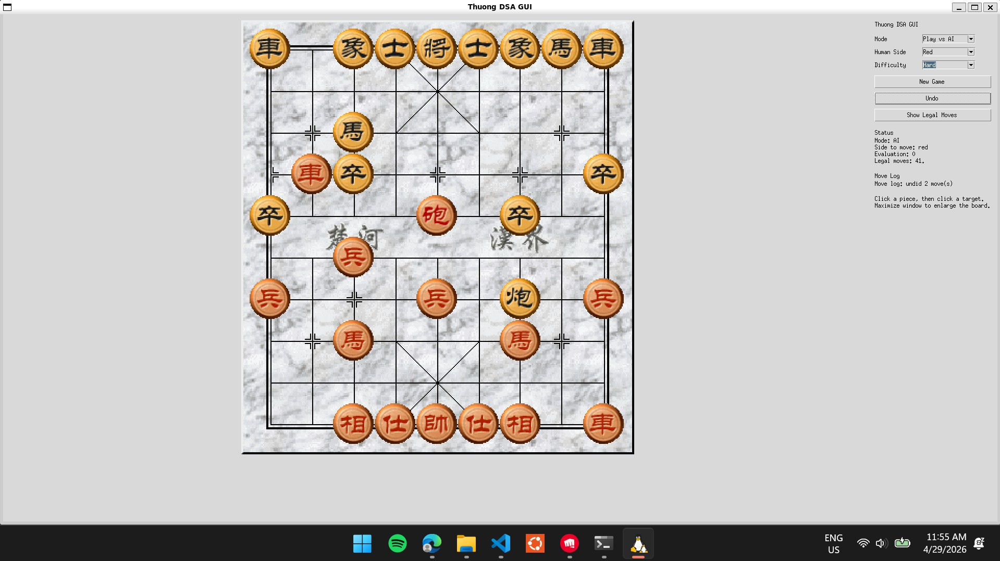 Thuong DSA GUI
Thuong DSA GUI
Mode Play vs AI
Human Side Red
Difficulty Hard
New Game
Undo
Show Legal Moves
Status
Mode: AI
Side to move: red
Evaluation: 0
Legal moves: 41.
Move Log
Move log: undid 2 move(s)
Click a piece, then click a target.
Maximize window to enlarge the board.
車 象 士 將 士 象 馬 車
馬
車 卒 卒
卒 砲 卒
楚 河 漢 界
兵
兵 兵 炮 兵
馬 馬
相 仕 帥 仕 相 車
ENG
US
11:55 AM
4/29/2026